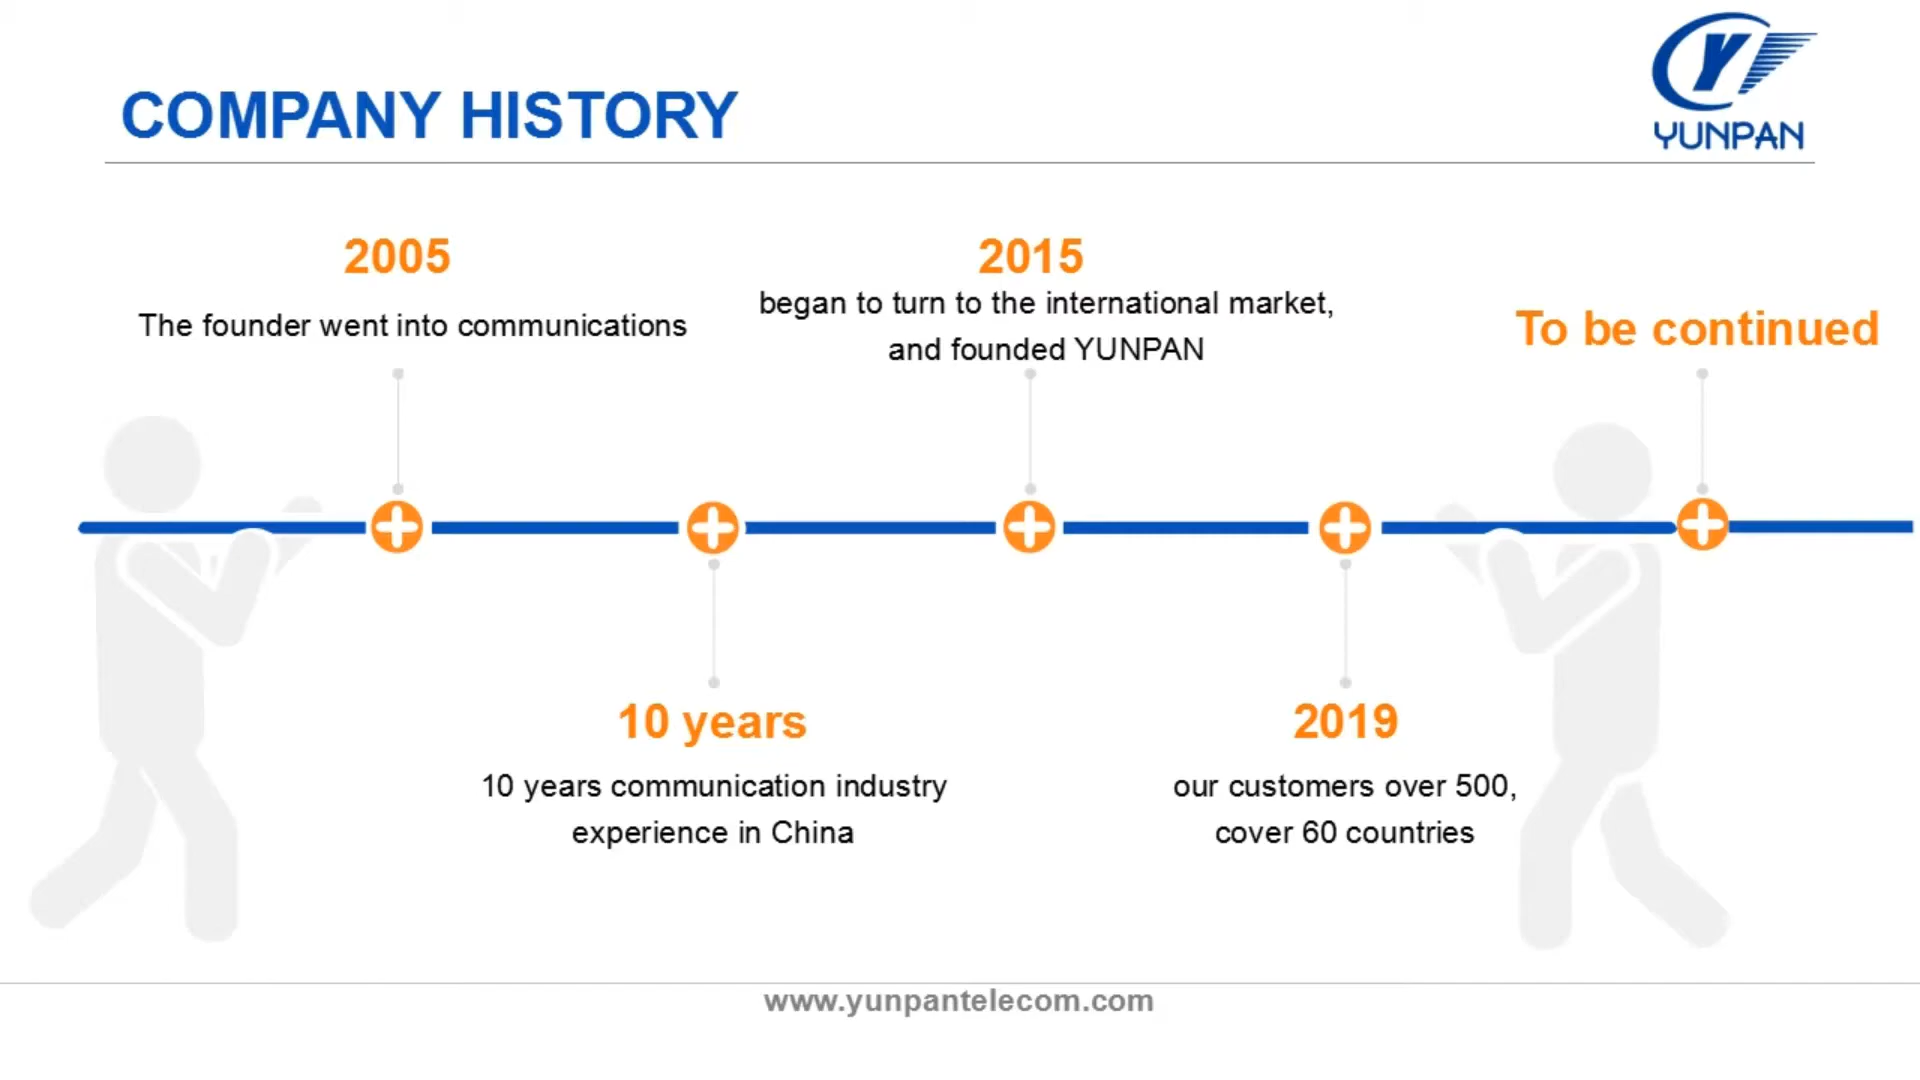 COMPANY HISTORY
YUNPAN
2005
The founder went into communications
10 years
10 years communication industry
experience in China
2015
began to turn to the international market,
and founded YUNPAN
2019
our customers over 500,
cover 60 countries
To be continued
www.yunpantelecom.com